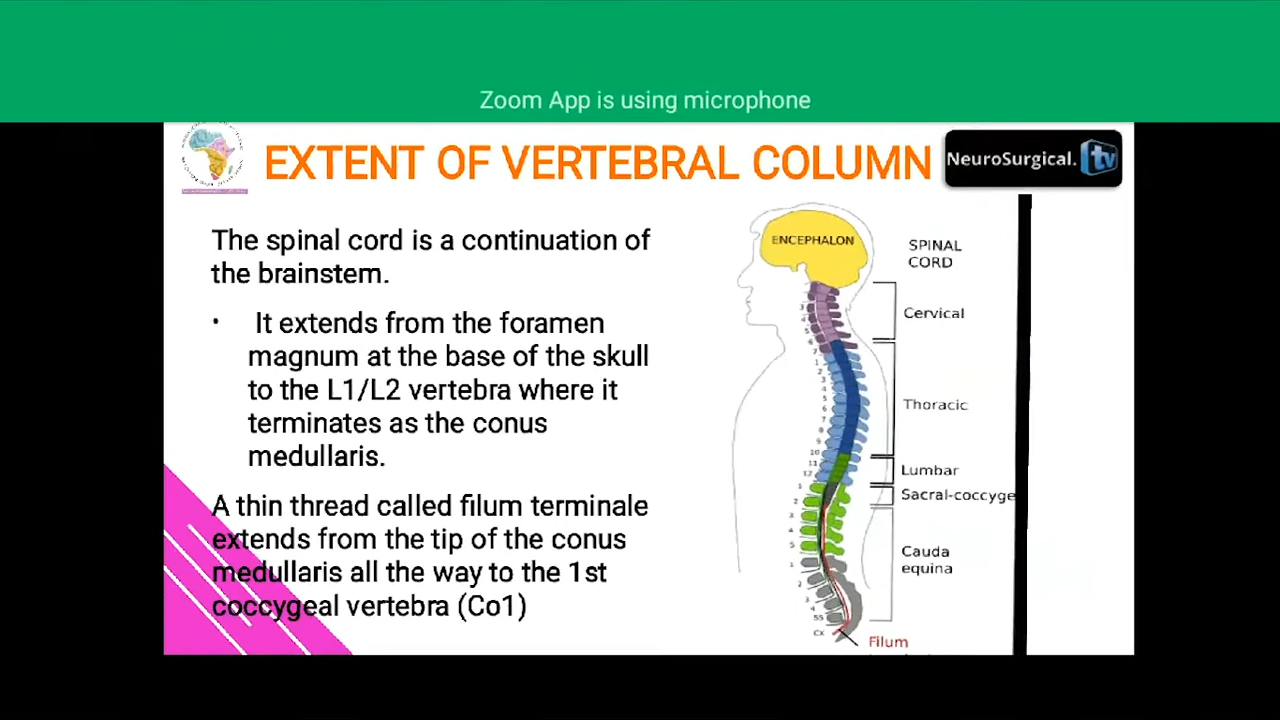 Zoom App is using microphone
EXTENT OF VERTEBRAL COLUMN
NeuroSurgical.tv
The spinal cord is a continuation of
the brainstem.
• It extends from the foramen
magnum at the base of the skull
to the L1/L2 vertebra where it
terminates as the conus
medullaris.
A thin thread called filum terminale
extends from the tip of the conus
medullaris all the way to the 1st
coccygeal vertebra (Co1)
ENCEPHALON
SPINAL
CORD
Cervical
Thoracic
Lumbar
Sacral-coccyge
Cauda
equina
Filum